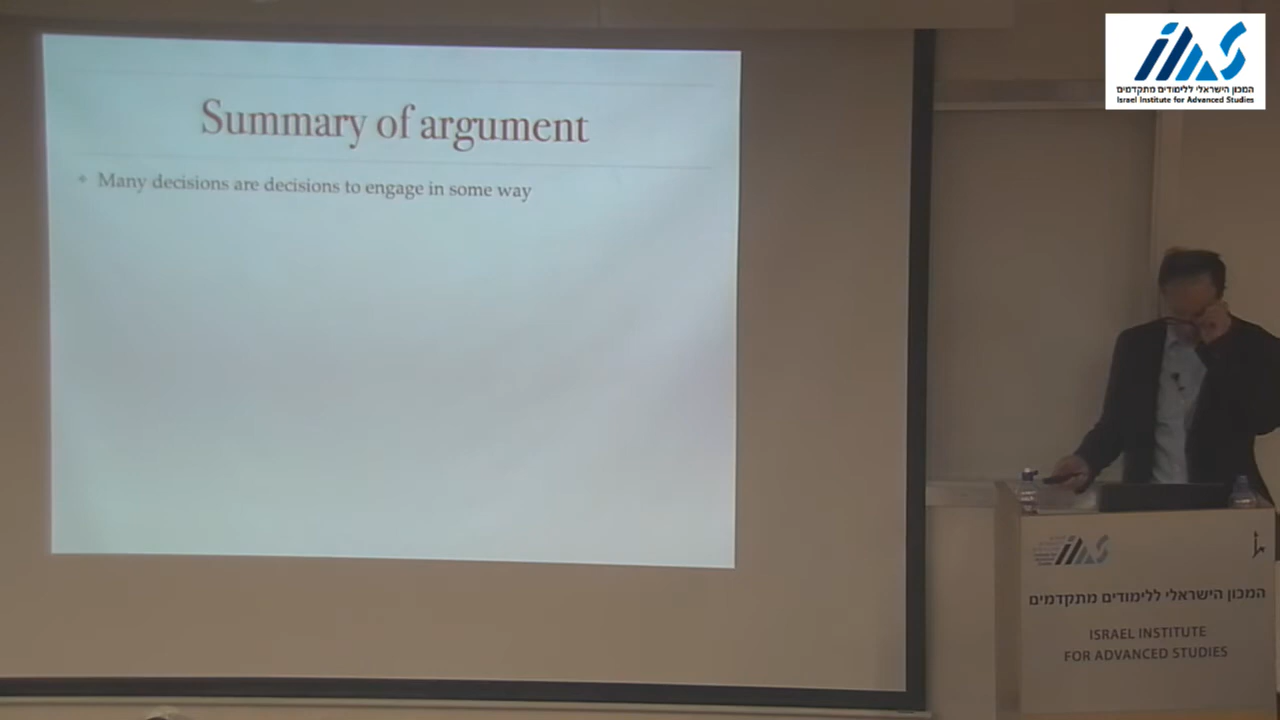 Summary of argument
Many decisions are decisions to engage in some way
המכון הישראלי ללימודים מתקדמים
Israel Institute for Advanced Studies
המכון הישראלי ללימודים מתקדמים
ISRAEL INSTITUTE
FOR ADVANCED STUDIES